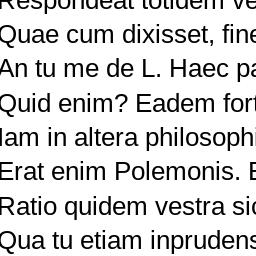 Respondeat totidem ve
Quae cum dixisset, fine
An tu me de L. Haec pa
Quid enim? Eadem fort
Iam in altera philosophi
Erat enim Polemonis. E
Ratio quidem vestra sic
Qua tu etiam inprudens